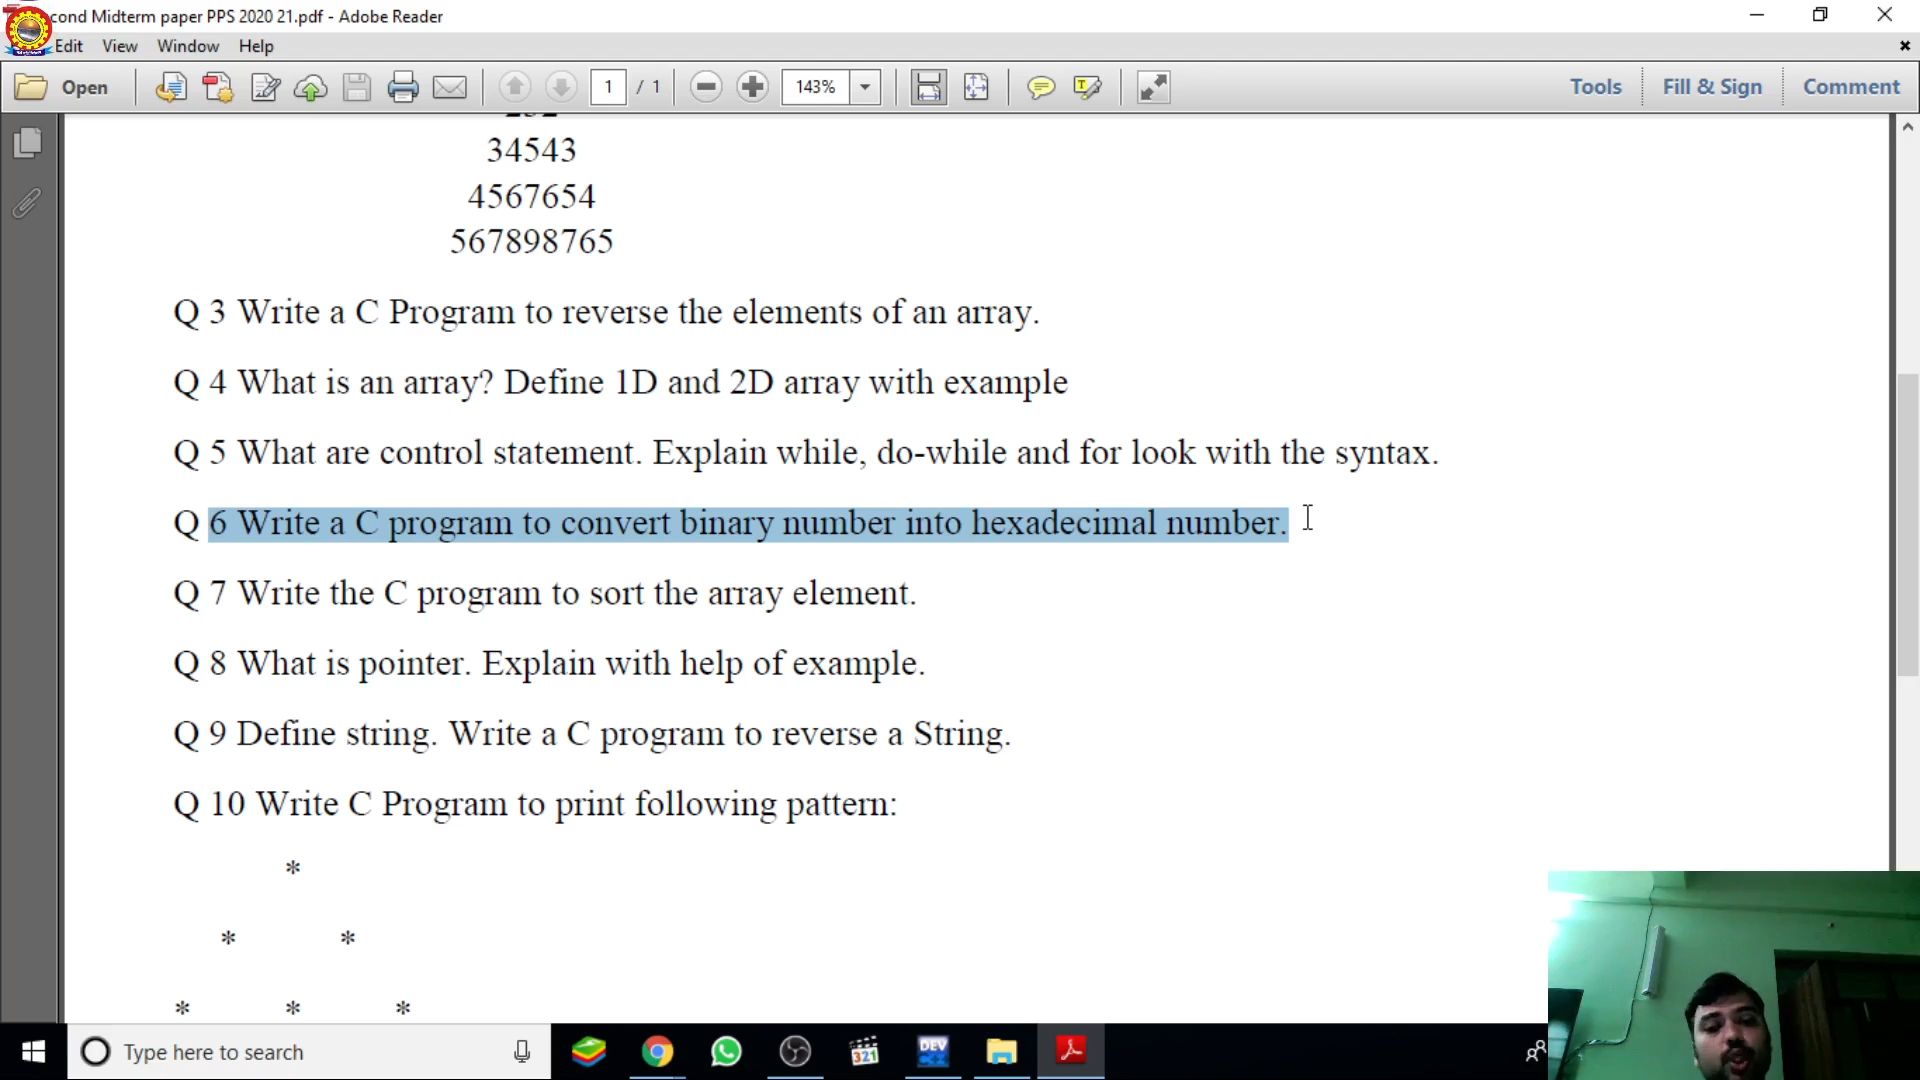 cond Midterm paper PPS 2020 21.pdf - Adobe Reader
Edit View Window Help
Open 1 / 1 143% Tools Fill & Sign Comment
232
34543
4567654
567898765
Q 3 Write a C Program to reverse the elements of an array.
Q 4 What is an array? Define 1D and 2D array with example
Q 5 What are control statement. Explain while, do-while and for look with the syntax.
Q 6 Write a C program to convert binary number into hexadecimal number.
Q 7 Write the C program to sort the array element.
Q 8 What is pointer. Explain with help of example.
Q 9 Define string. Write a C program to reverse a String.
Q 10 Write C Program to print following pattern:
*
* *
* * *
Type here to search 321 DEV